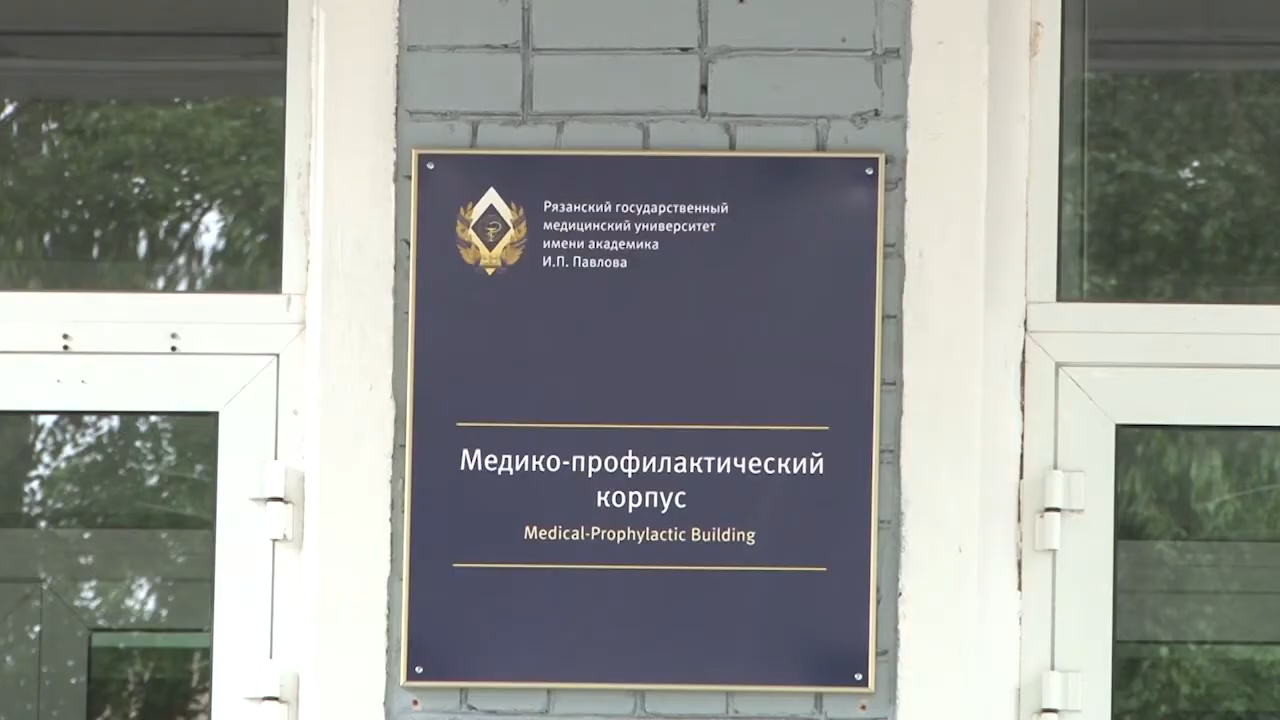 Рязанский государственный
медицинский университет
имени академика
И.П. Павлова
Медико-профилактический
корпус
Medical-Prophylactic Building